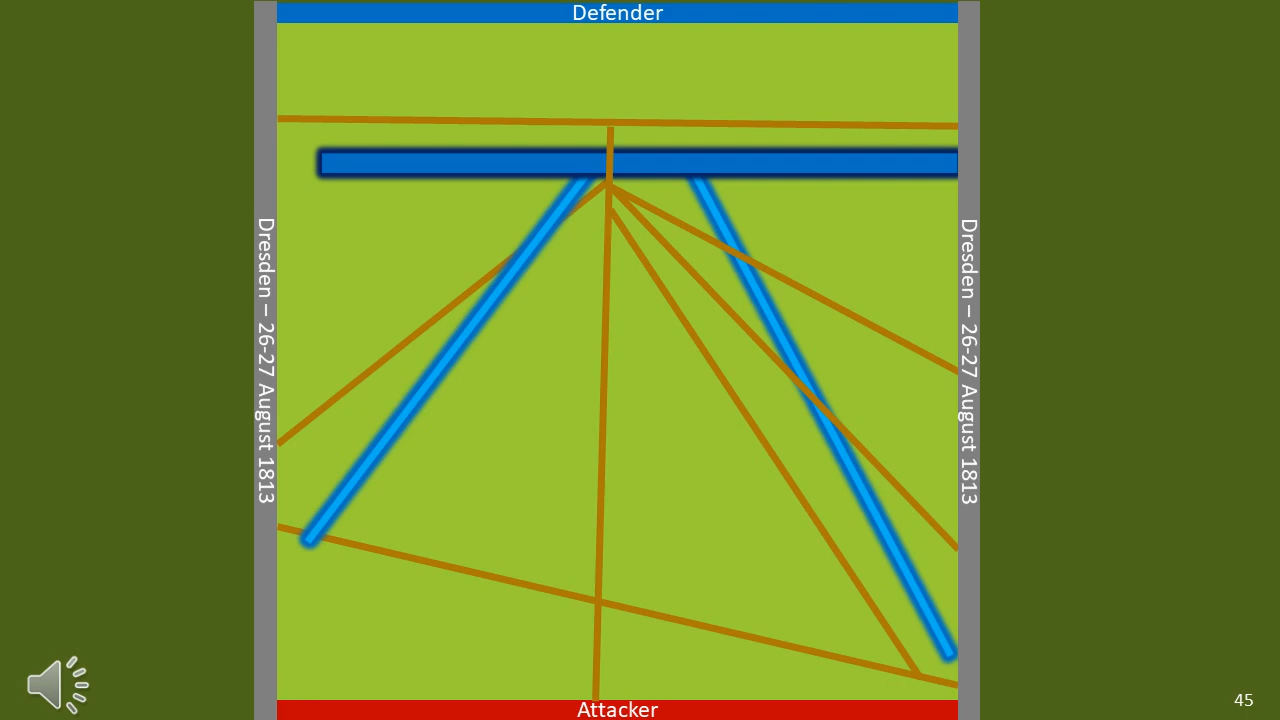 Defender
Dresden – 26-27 August 1813
Dresden – 26-27 August 1813
Attacker
45